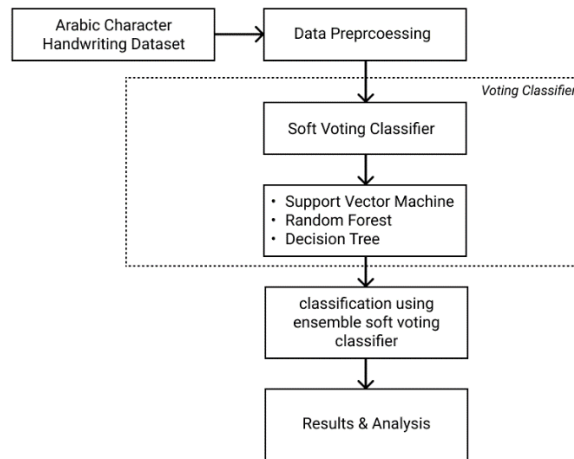 Arabic Character
Handwriting Dataset
Data Preprcoessing
Voting Classifier
Soft Voting Classifier
• Support Vector Machine
• Random Forest
• Decision Tree
classification using
ensemble soft voting
classifier
Results & Analysis